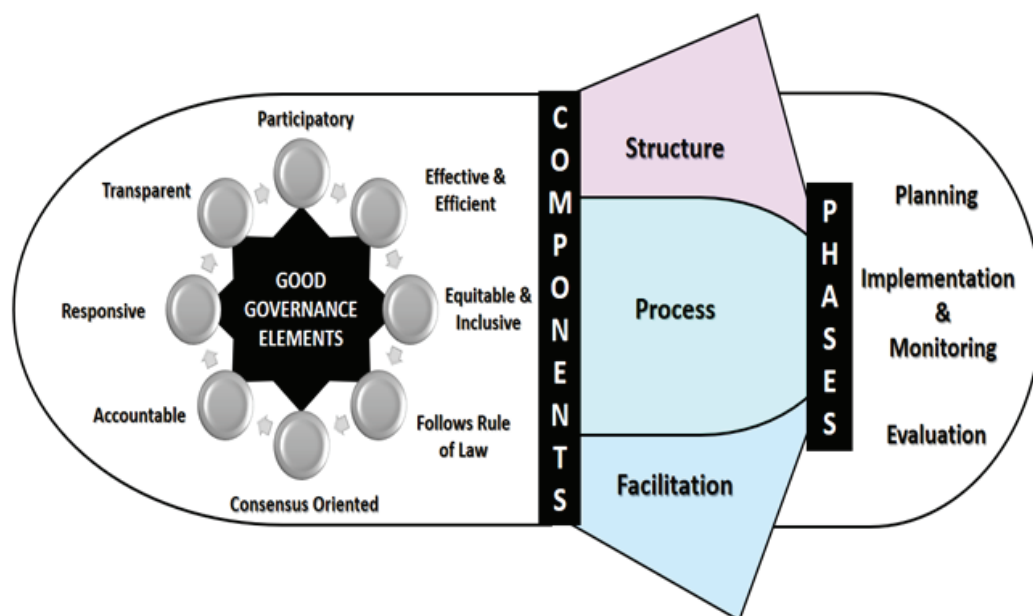 Participatory
Effective &
Efficient
Equitable &
Inclusive
Follows Rule
of Law
Consensus Oriented
Accountable
Responsive
Transparent
GOOD
GOVERNANCE
ELEMENTS
COMPONENTS
Structure
Process
Facilitation
PHASES
Planning
Implementation
&
Monitoring
Evaluation